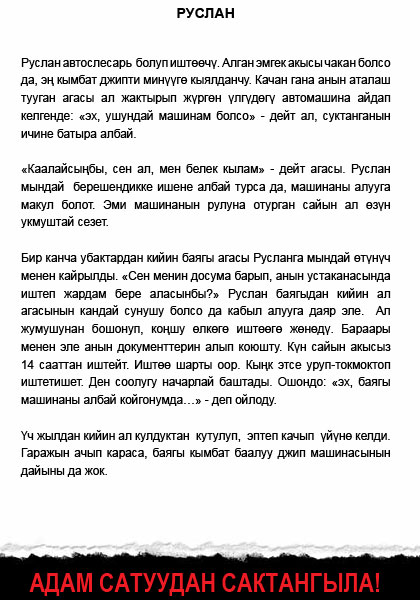 РУСЛАН
Руслан автослесарь болуп иштөөчү. Алган эмгек акысы чакан болсо
да, эң кымбат джипти минүүгө кыялданчу. Качан гана анын аталаш
тууган агасы ал жактырып жүргөн үлгүдөгү автомашина айдап
келгенде: «эх, ушундай машинам болсо» - дейт ал, суктанганын
ичине батыра албай.
«Каалайсыңбы, сен ал, мен белек кылам» - дейт агасы. Руслан
мындай берешендикке ишене албай турса да, машинаны алууга
макул болот. Эми машинанын рулуна отурган сайын ал өзүн
укмуштай сезет.
Бир канча убактардан кийин баягы агасы Русланга мындай өтүнүч
менен кайрылды. «Сен менин досума барып, анын устаканасында
иштеп жардам бере аласынбы?» Руслан баягыдан кийин ал
агасынын кандай сунушу болсо да кабыл алууга даяр эле. Ал
жумушунан бошонуп, коңшу өлкөгө иштөөгө жөнөдү. Бараары
менен эле анын документтерин алып коюшту. Күн сайын акысыз
14 сааттан иштейт. Иштөө шарты оор. Кыңк этсе уруп-токмоктоп
иштетишет. Ден соолугу начарлай баштады. Ошондо: «эх, баягы
машинаны албай койгонумда…» - деп ойлоду.
Үч жылдан кийин ал кулдуктан кутулуп, эптеп качып үйүнө келди.
Гаражын ачып караса, баягы кымбат баалуу джип машинасынын
дайыны да жок.
АДАМ САТУУДАН САКТАНГЫЛА!